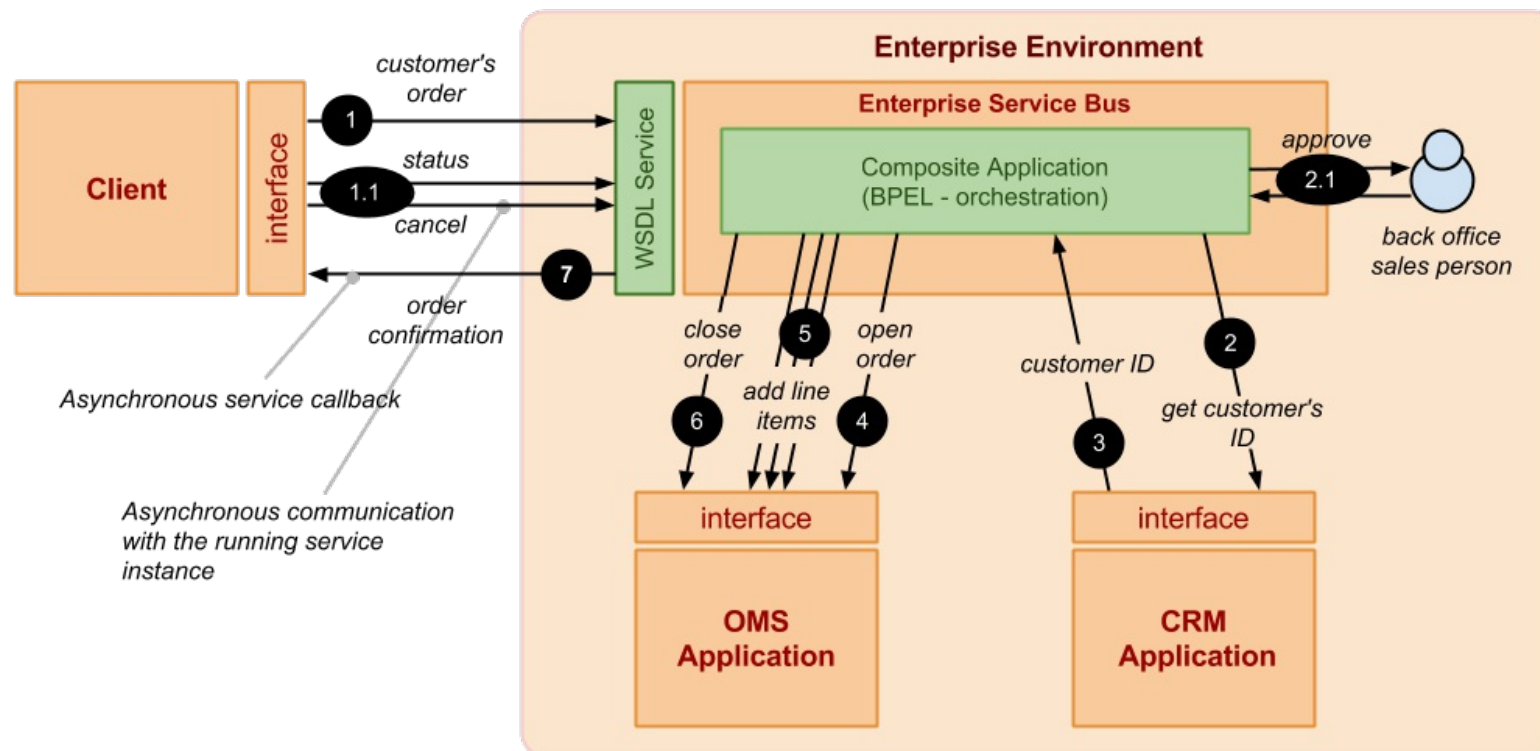 Enterprise Environment
customer's
order
1
status
1.1
cancel
7
order
confirmation
Client
interface
WSDL Service
Enterprise Service Bus
Composite Application
(BPEL - orchestration)
approve
2.1
back office
sales person
close
order
5
open
order
customer ID
2
add line
items
get customer's
ID
6
4
3
Asynchronous service callback
Asynchronous communication
with the running service
instance
interface
interface
OMS
Application
CRM
Application